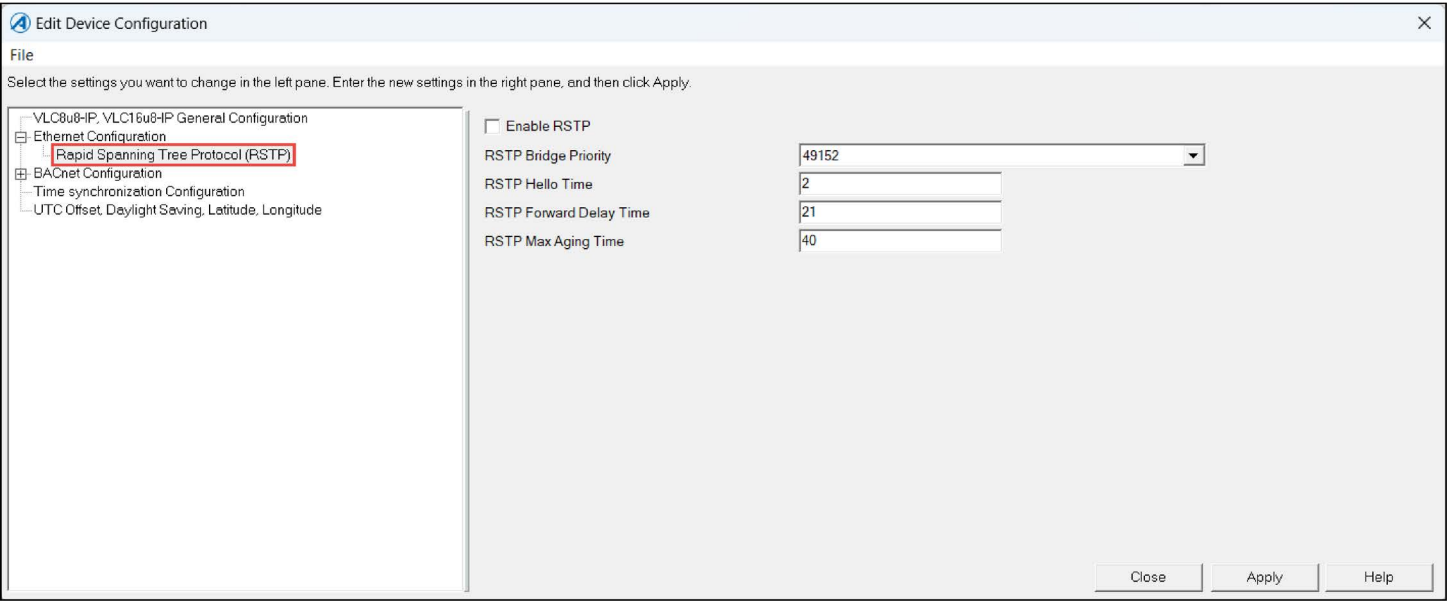 Edit Device Configuration
File
Select the settings you want to change in the left pane. Enter the new settings in the right pane, and then click Apply.
VLC8u8-IP, VLC16u8-IP General Configuration
Ethernet Configuration
Rapid Spanning Tree Protocol (RSTP)
BACnet Configuration
Time synchronization Configuration
UTC Offset, Daylight Saving, Latitude, Longitude
Enable RSTP
RSTP Bridge Priority 49152
RSTP Hello Time 2
RSTP Forward Delay Time 21
RSTP Max Aging Time 40
Close Apply Help